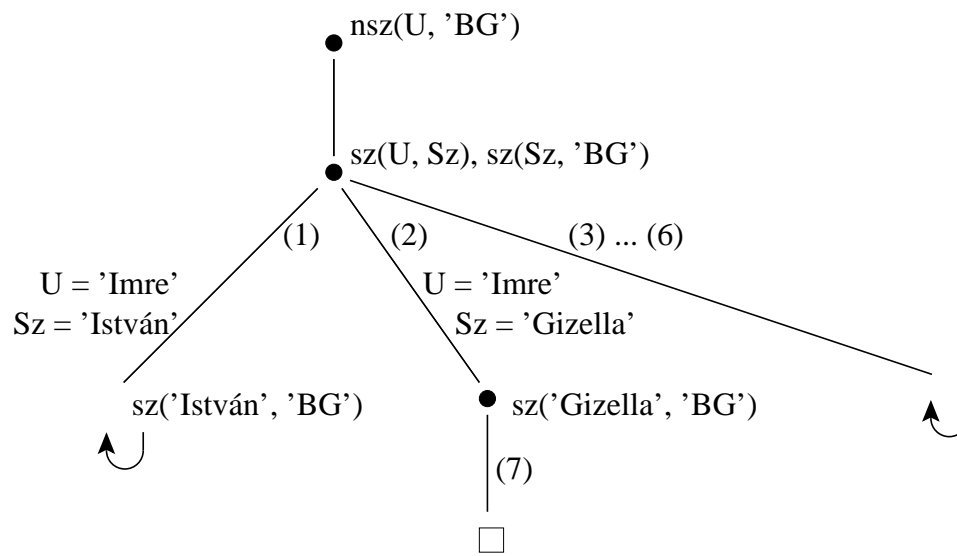 nsz(U, ’BG’)
sz(U, Sz), sz(Sz, ’BG’)
(1)
(2)
(3) ... (6)
U = ’Imre’
Sz = ’István’
U = ’Imre’
Sz = ’Gizella’
sz(’István’, ’BG’)
sz(’Gizella’, ’BG’)
(7)